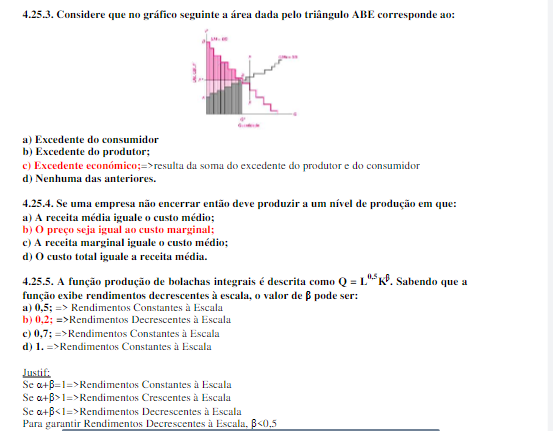 4.25.3. Considere que no gráfico seguinte a área dada pelo triângulo ABE corresponde ao:
a) Excedente do consumidor
b) Excedente do produtor;
c) Excedente económico;=>resulta da soma do excedente do produtor e do consumidor
d) Nenhuma das anteriores.
4.25.4. Se uma empresa não encerrar então deve produzir a um nível de produção em que:
a) A receita média iguale o custo médio;
b) O preço seja igual ao custo marginal;
c) A receita marginal iguale o custo médio;
d) O custo total iguale a receita média.
4.25.5. A função produção de bolachas integrais é descrita como Q = L^0,5 K^β. Sabendo que a
função exibe rendimentos decrescentes à escala, o valor de β pode ser:
a) 0,5; => Rendimentos Constantes à Escala
b) 0,2; =>Rendimentos Decrescentes à Escala
c) 0,7; =>Rendimentos Constantes à Escala
d) 1. =>Rendimentos Constantes à Escala
Justif:
Se α+β=1=>Rendimentos Constantes à Escala
Se α+β>1=>Rendimentos Crescentes à Escala
Se α+β<1=>Rendimentos Decrescentes à Escala
Para garantir Rendimentos Decrescentes à Escala, β<0,5